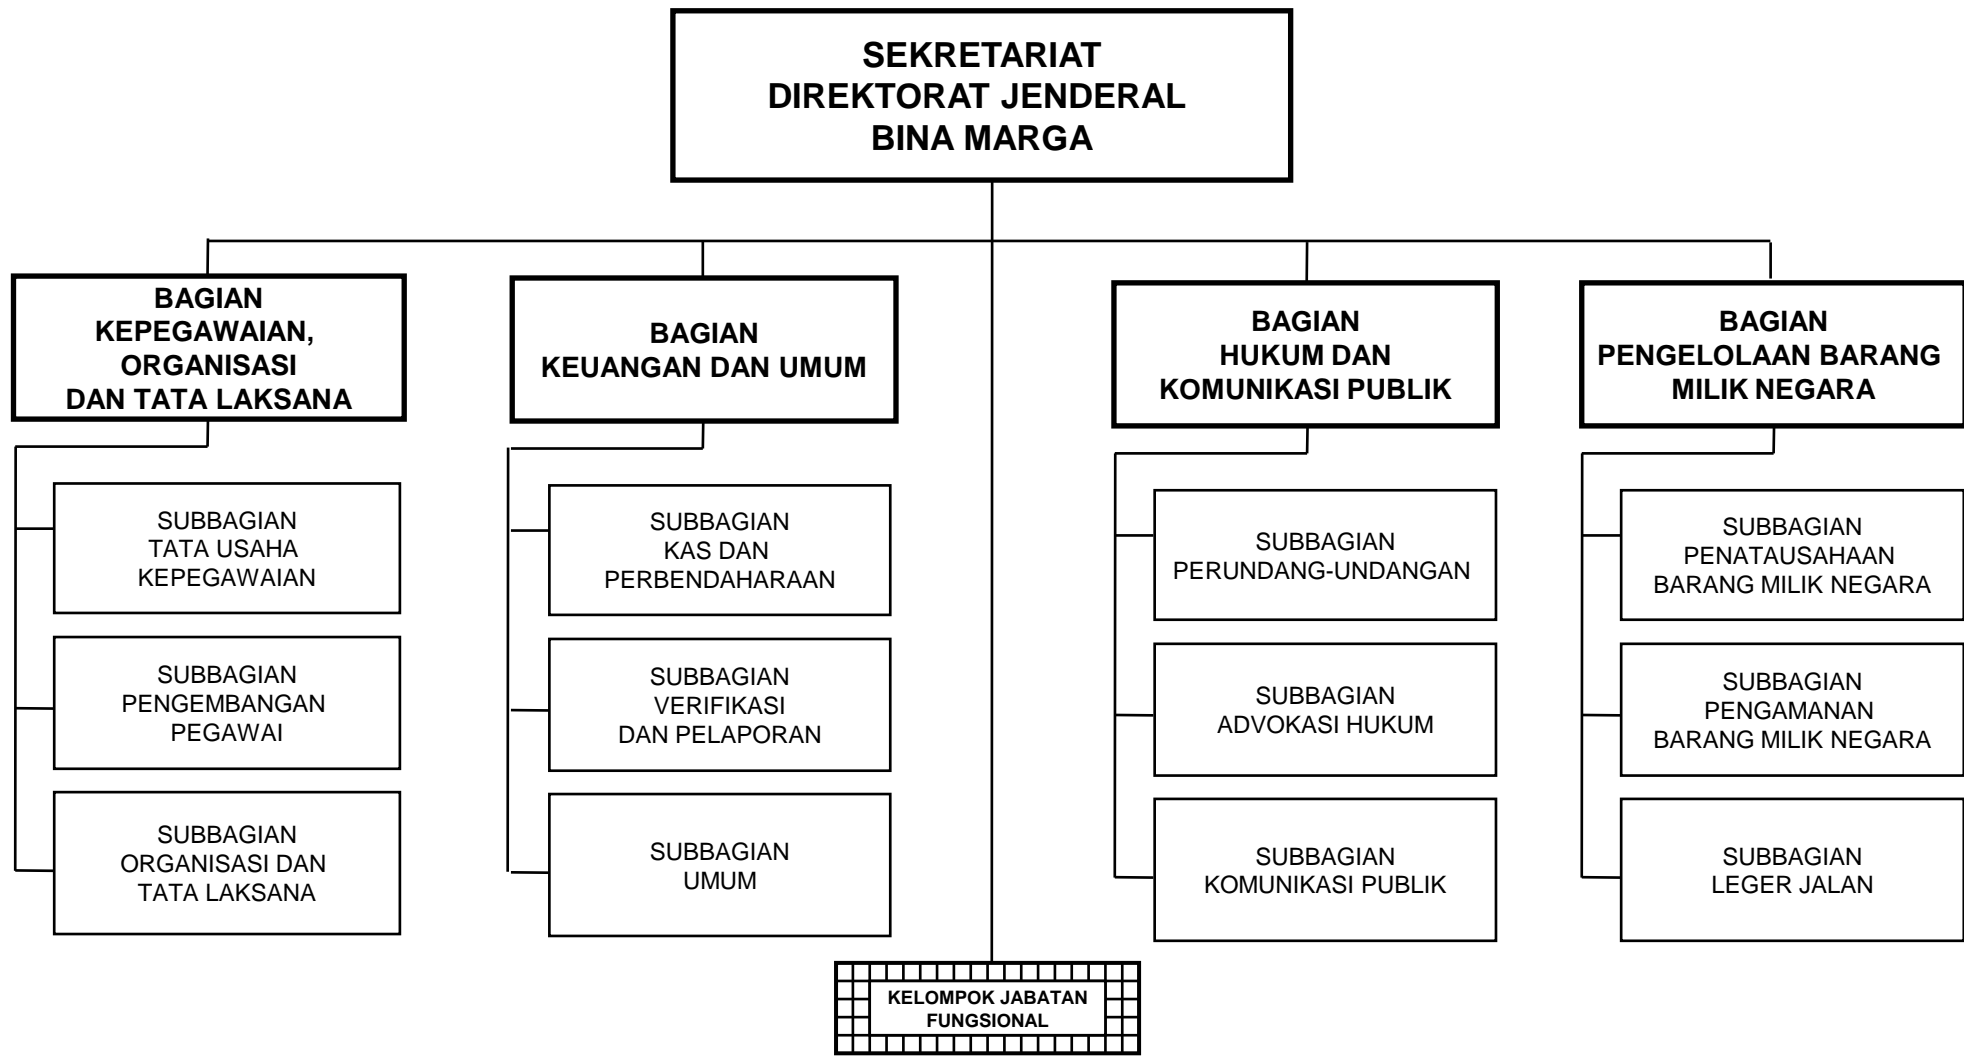 SEKRETARIAT
DIREKTORAT JENDERAL
BINA MARGA
BAGIAN
KEPEGAWAIAN,
ORGANISASI
DAN TATA LAKSANA
BAGIAN
KEUANGAN DAN UMUM
BAGIAN
HUKUM DAN
KOMUNIKASI PUBLIK
BAGIAN
PENGELOLAAN BARANG
MILIK NEGARA
SUBBAGIAN
TATA USAHA
KEPEGAWAIAN
SUBBAGIAN
PENGEMBANGAN
PEGAWAI
SUBBAGIAN
ORGANISASI DAN
TATA LAKSANA
SUBBAGIAN
KAS DAN
PERBENDAHARAAN
SUBBAGIAN
VERIFIKASI
DAN PELAPORAN
SUBBAGIAN
UMUM
SUBBAGIAN
PERUNDANG-UNDANGAN
SUBBAGIAN
ADVOKASI HUKUM
SUBBAGIAN
KOMUNIKASI PUBLIK
SUBBAGIAN
PENATAUSAHAAN
BARANG MILIK NEGARA
SUBBAGIAN
PENGAMANAN
BARANG MILIK NEGARA
SUBBAGIAN
LEGER JALAN
KELOMPOK JABATAN
FUNGSIONAL